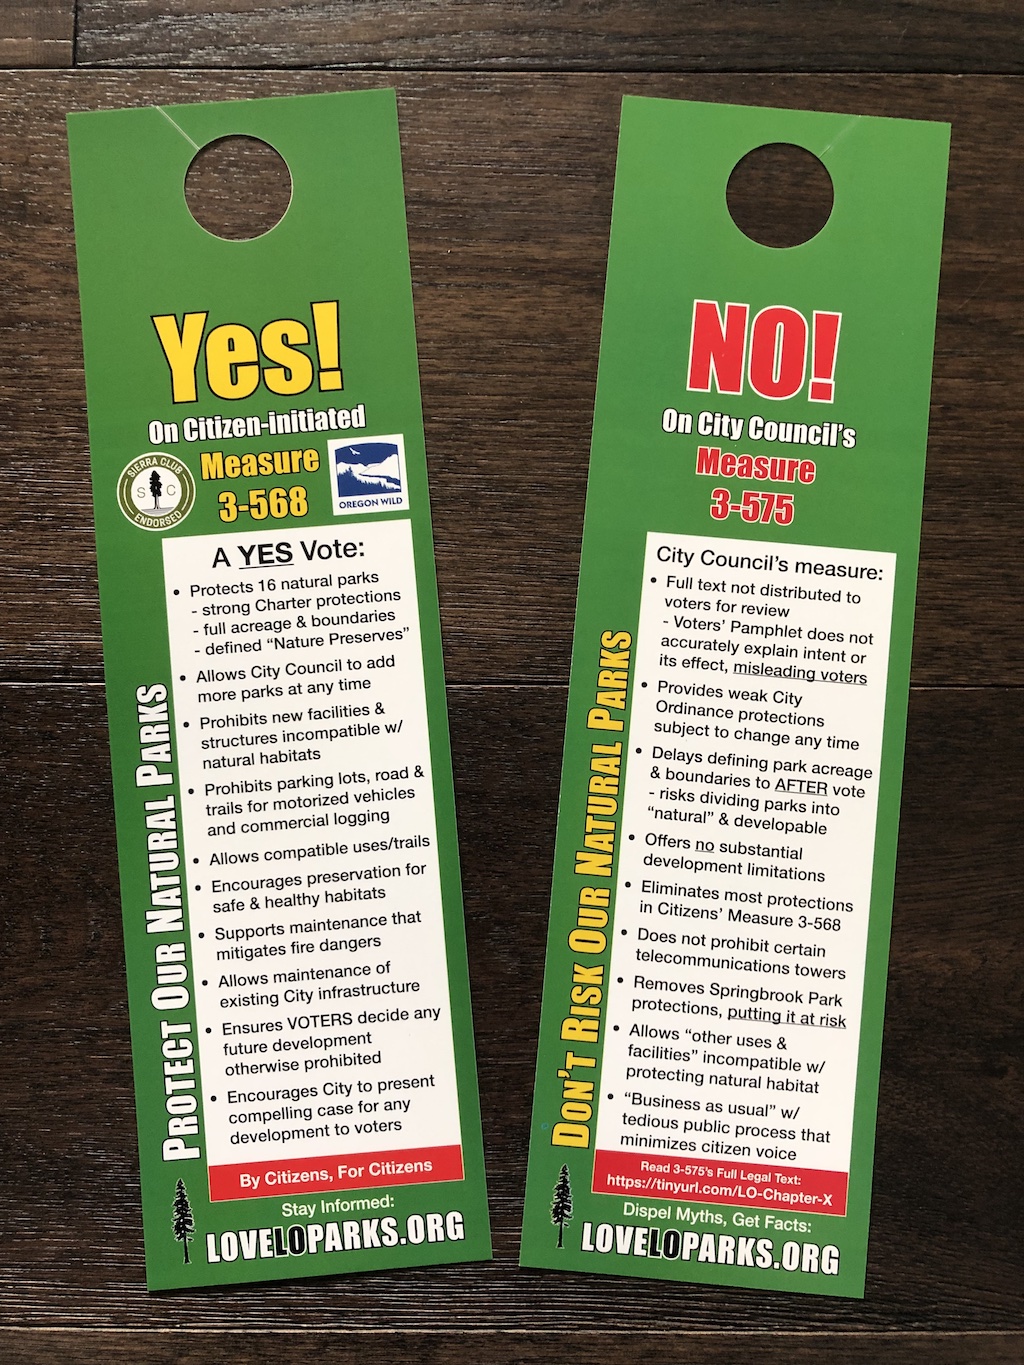 Yes!
On Citizen-initiated
Measure
3-568
SIERRA CLUB
S C
ENDORSED
OREGON WILD
A YES Vote:
• Protects 16 natural parks
- strong Charter protections
- full acreage & boundaries
- defined “Nature Preserves”
• Allows City Council to add
more parks at any time
• Prohibits new facilities &
structures incompatible w/
natural habitats
• Prohibits parking lots, road &
trails for motorized vehicles
and commercial logging
• Allows compatible uses/trails
• Encourages preservation for
safe & healthy habitats
• Supports maintenance that
mitigates fire dangers
• Allows maintenance of
existing City infrastructure
• Ensures VOTERS decide any
future development
otherwise prohibited
• Encourages City to present
compelling case for any
development to voters
PROTECT OUR NATURAL PARKS
By Citizens, For Citizens
Stay Informed:
LOVELOPARKS.ORG
NO!
On City Council’s
Measure
3-575
City Council’s measure:
• Full text not distributed to
voters for review
- Voters’ Pamphlet does not
accurately explain intent or
its effect, misleading voters
• Provides weak City
Ordinance protections
subject to change any time
• Delays defining park acreage
& boundaries to AFTER vote
- risks dividing parks into
“natural” & developable
• Offers no substantial
development limitations
• Eliminates most protections
in Citizens’ Measure 3-568
• Does not prohibit certain
telecommunications towers
• Removes Springbrook Park
protections, putting it at risk
• Allows “other uses &
facilities” incompatible w/
protecting natural habitat
• “Business as usual” w/
tedious public process that
minimizes citizen voice
DON’T RISK OUR NATURAL PARKS
Read 3-575’s Full Legal Text:
https://tinyurl.com/LO-Chapter-X
Dispel Myths, Get Facts:
LOVELOPARKS.ORG